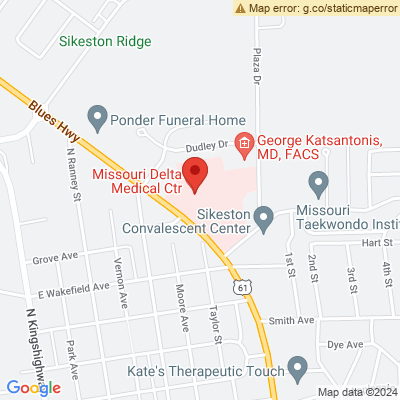 Map error: g.co/staticmaperror
Sikeston Ridge
Plaza Dr
Blues Hwy
Ponder Funeral Home
Dudley Dr
George Katsantonis,
MD, FACS
N Ranney St
Missouri Delta
Medical Ctr
Sikeston
Convalescent Center
Missouri
Taekwondo Insti
Hart St
Grove Ave
Vernon Ave
1st St
2nd St
3rd St
4th St
E Wakefield Ave
61
Moore Ave
Taylor St
N Kingshighwa
Park Ave
Smith Ave
Dye Ave
Kate's Therapeutic Touch
Google
Map data ©2024